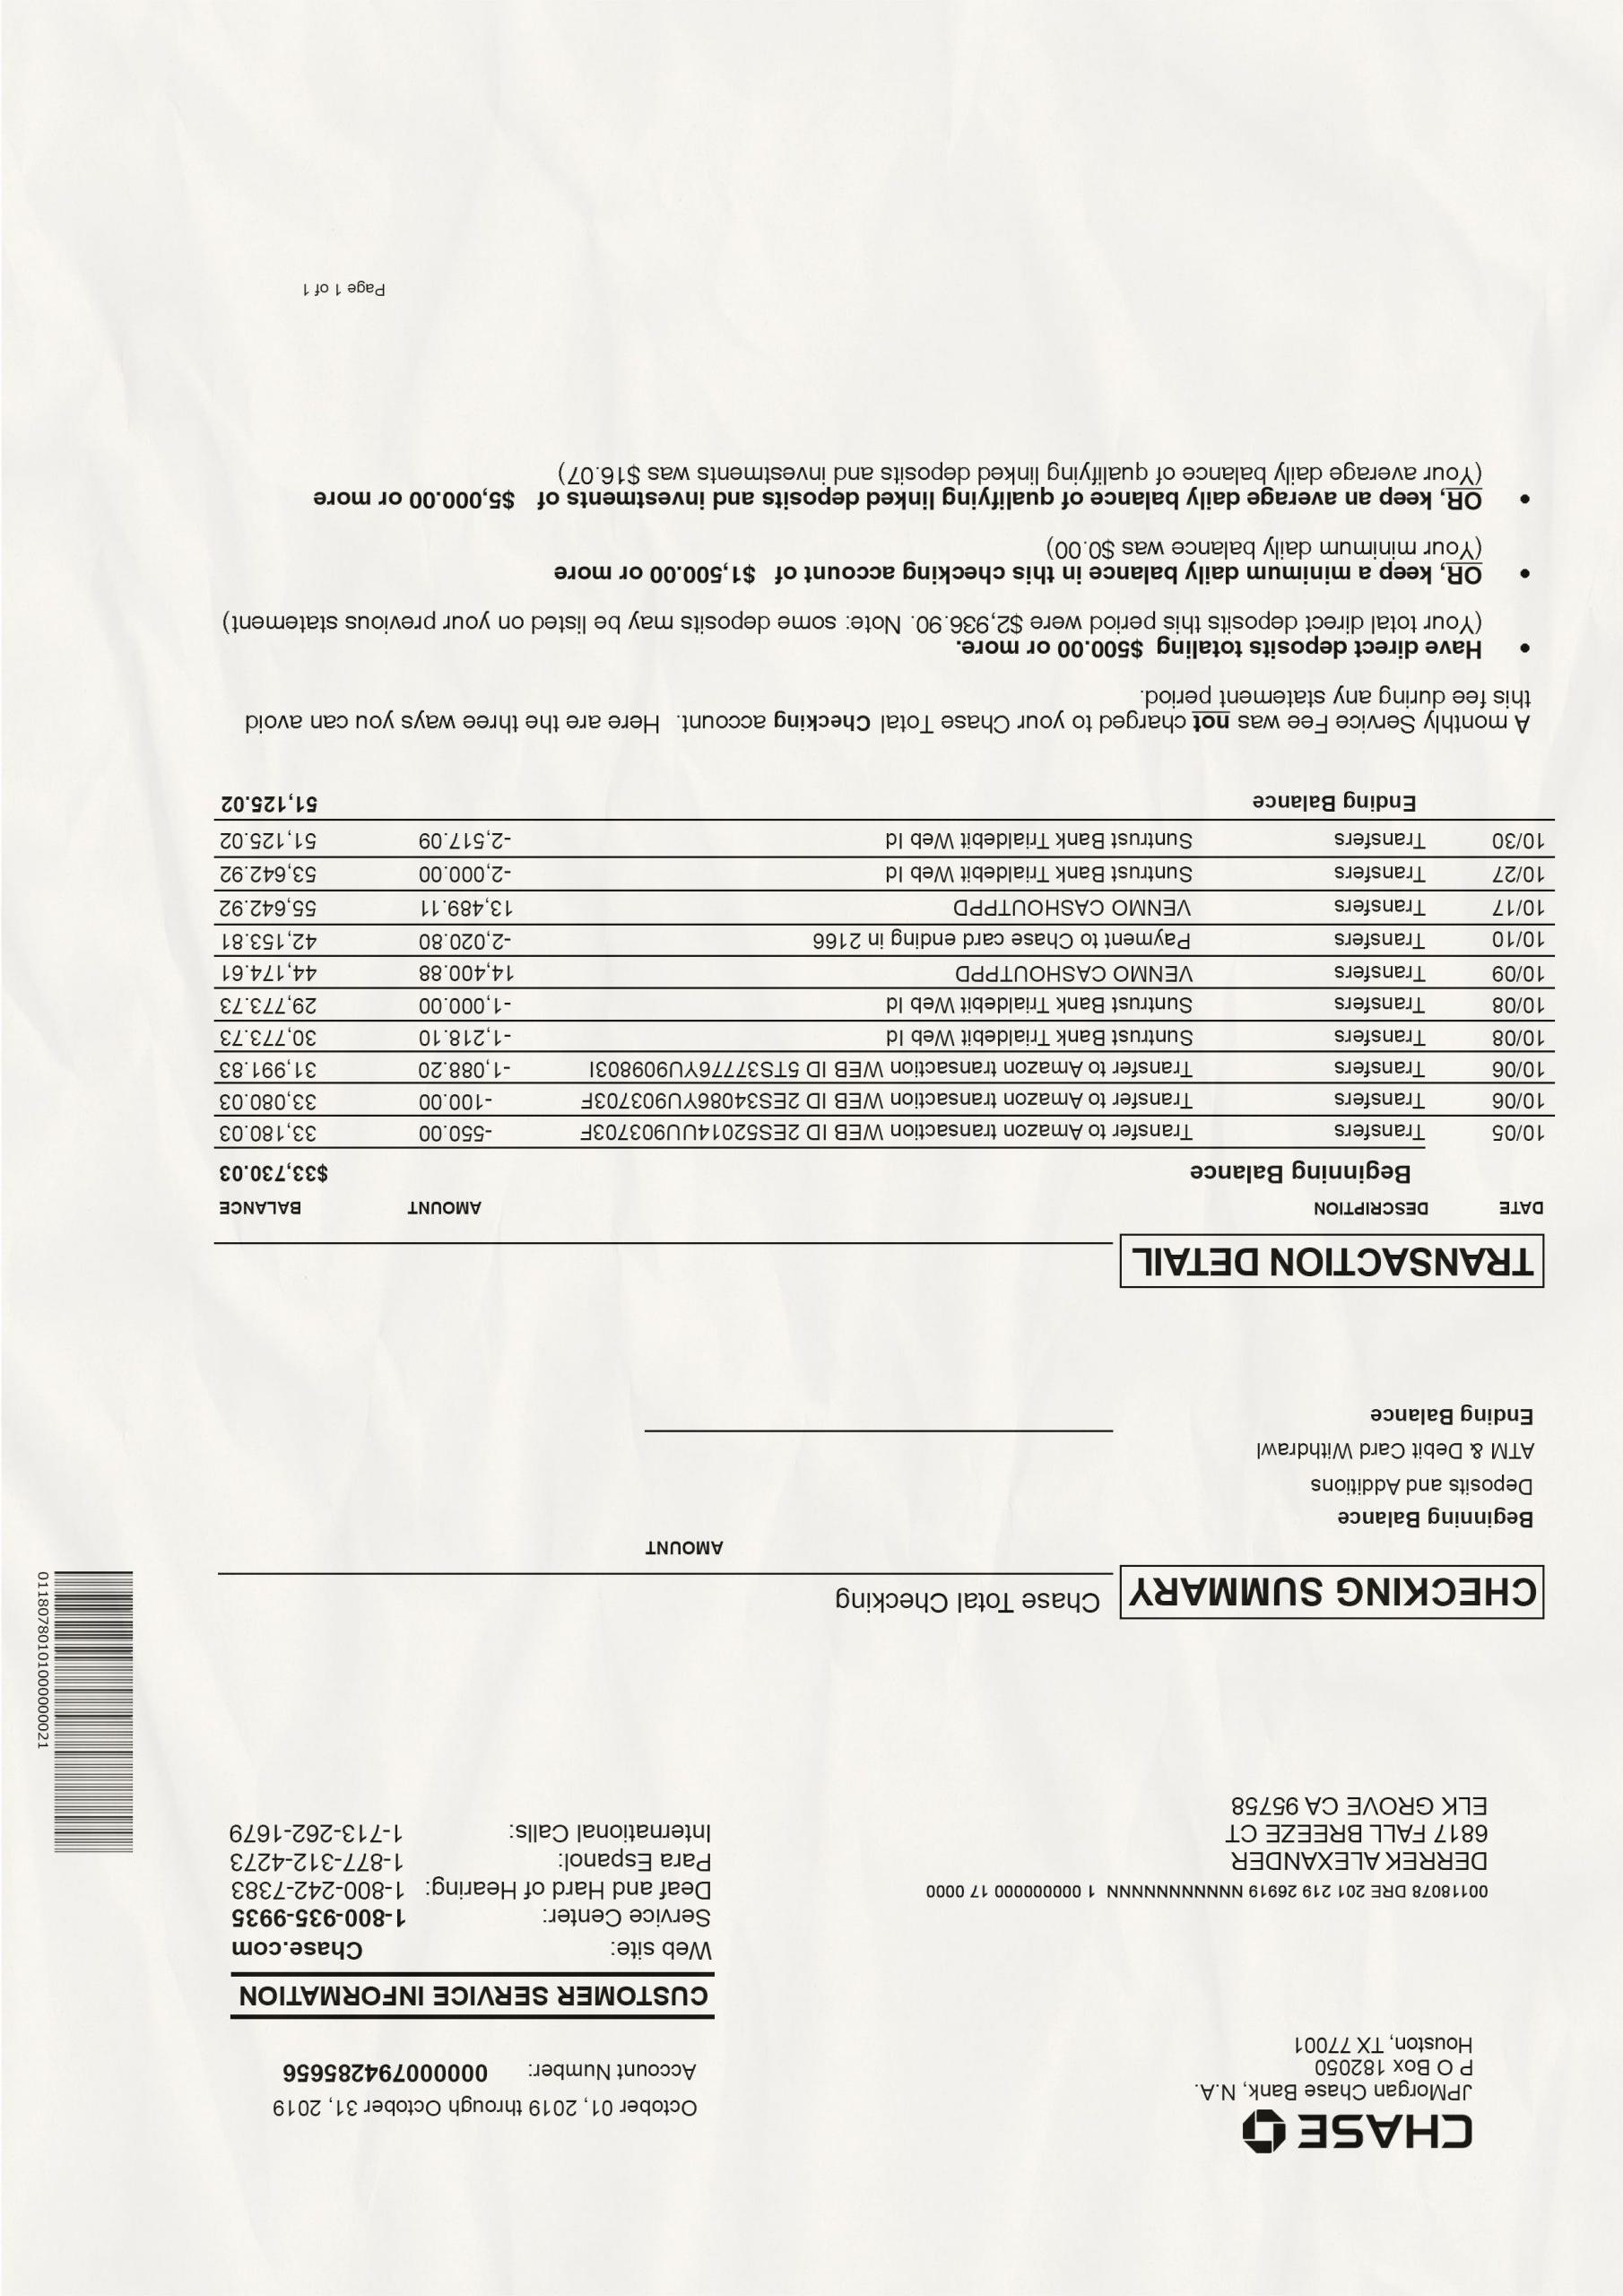 CHASE
JPMorgan Chase Bank, N.A.
P O Box 182050
Houston, TX 77001
October 01, 2019 through October 31, 2019
Account Number: 00000079428​5656
CUSTOMER SERVICE INFORMATION
Web site: Chase.com
Service Center: 1-800-935-9935
Deaf and Hard of Hearing: 1-800-242-7383
Para Espanol: 1-877-312-4273
International Calls: 1-713-262-1679
00118078 DRE 201 219 26919 NNNNNNNNNNN 1 000000000 17 0000
DERREK ALEXANDER
6817 FALL BREEZE CT
ELK GROVE CA 95758
01180780101000000021
CHECKING SUMMARY Chase Total Checking
AMOUNT
Beginning Balance
Deposits and Additions
ATM & Debit Card Withdrawl
Ending Balance
TRANSACTION DETAIL
DATE DESCRIPTION AMOUNT BALANCE
Beginning Balance $33,730.03
10/05 Transfers Transfer to Amazon transaction WEB ID 2ES52014UU903703F -550.00 33,180.03
10/06 Transfers Transfer to Amazon transaction WEB ID 2ES34086YU903703F -100.00 33,080.03
10/06 Transfers Transfer to Amazon transaction WEB ID 5TS37776YU909803I -1,088.20 31,991.83
10/08 Transfers Suntrust Bank Trialdebit Web Id -1,218.10 30,773.73
10/08 Transfers Suntrust Bank Trialdebit Web Id -1,000.00 29,773.73
10/09 Transfers VENMO CASHOUTPPD 14,400.88 44,174.61
10/10 Transfers Payment to Chase card ending in 2166 -2,020.80 42,153.81
10/17 Transfers VENMO CASHOUTPPD 13,489.11 55,642.92
10/27 Transfers Suntrust Bank Trialdebit Web Id -2,000.00 53,642.92
10/30 Transfers Suntrust Bank Trialdebit Web Id -2,517.09 51,125.02
Ending Balance 51,125.02
A monthly Service Fee was not charged to your Chase Total Checking account. Here are the three ways you can avoid
this fee during any statement period.
• Have direct deposits totaling $500.00 or more.
(Your total direct deposits this period were $2,936.90. Note: some deposits may be listed on your previous statement)
• OR, keep a minimum daily balance in this checking account of $1,500.00 or more
(Your minimum daily balance was $0.00)
• OR, keep an average daily balance of qualifying linked deposits and investments of $5,000.00 or more
(Your average daily balance of qualifying linked deposits and investments was $16.07)
Page 1 of 1